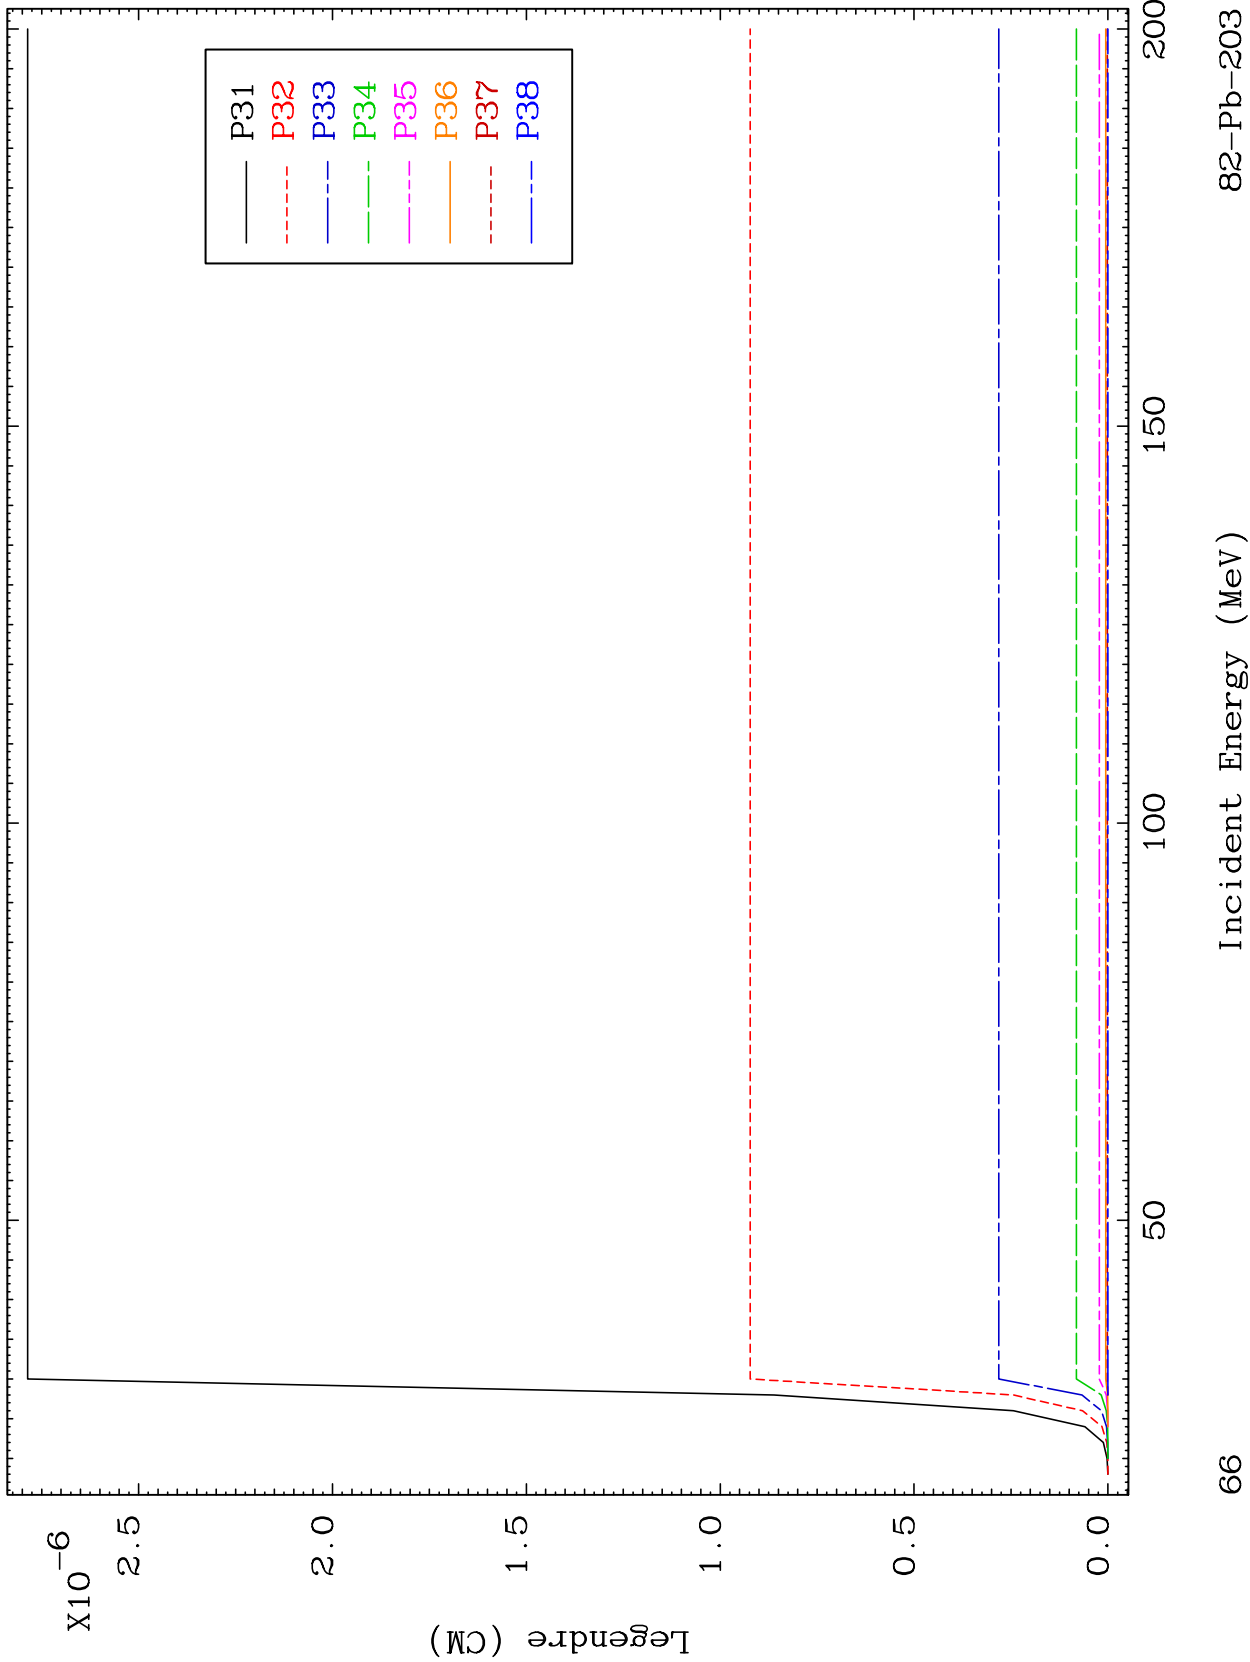 X10-6
2.5
2.0
1.5
1.0
0.5
0.0
Legendre (CM)
P31
P32
P33
P34
P35
P36
P37
P38
50
100
150
200
Incident Energy (MeV)
66
82-Pb-203